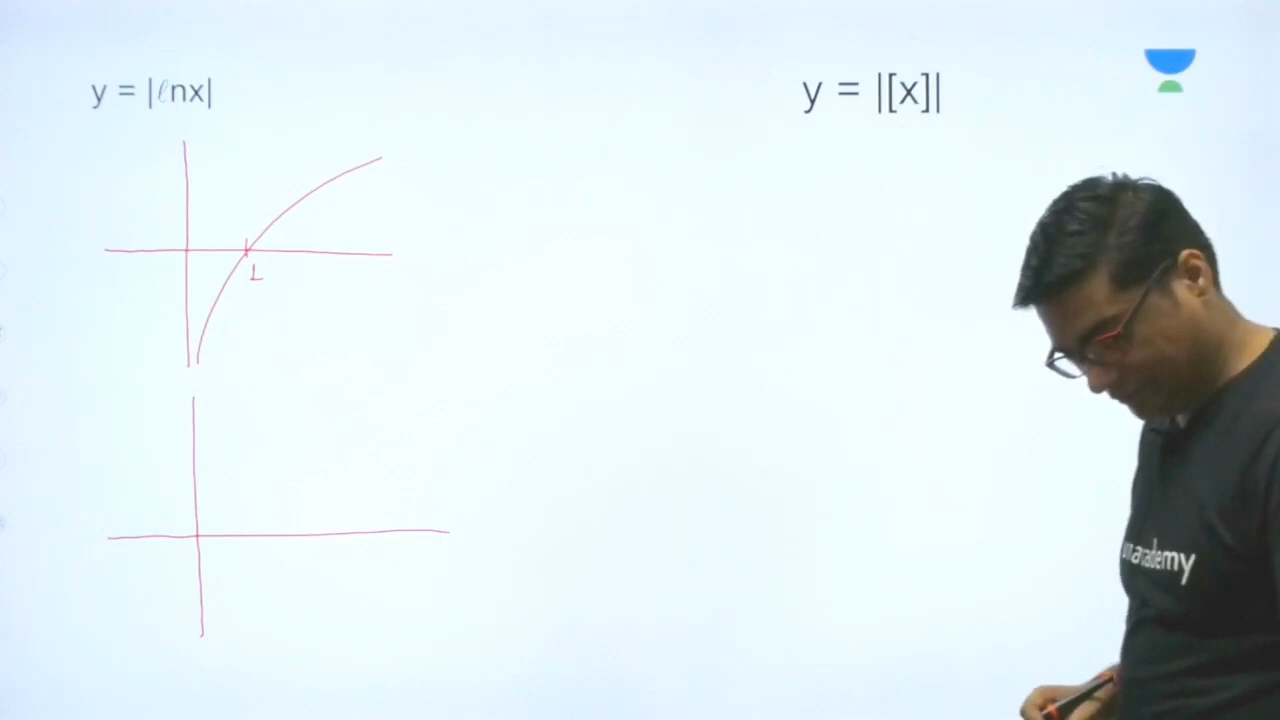 y = |ℓnx|
y = |[x]|
1
unacademy